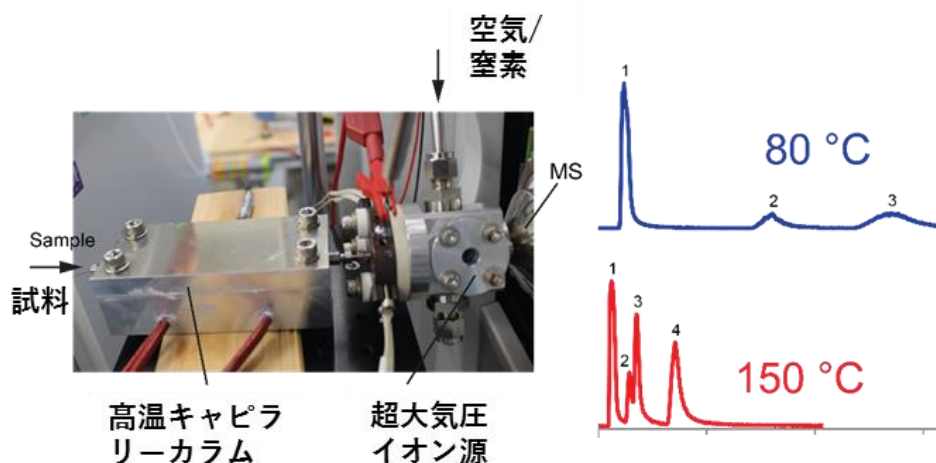 空気/
窒素
MS
Sample
試料
高温キャピラ
リーカラム
超大気圧
イオン源
1
80 °C
2
3
1
3
4
2
150 °C